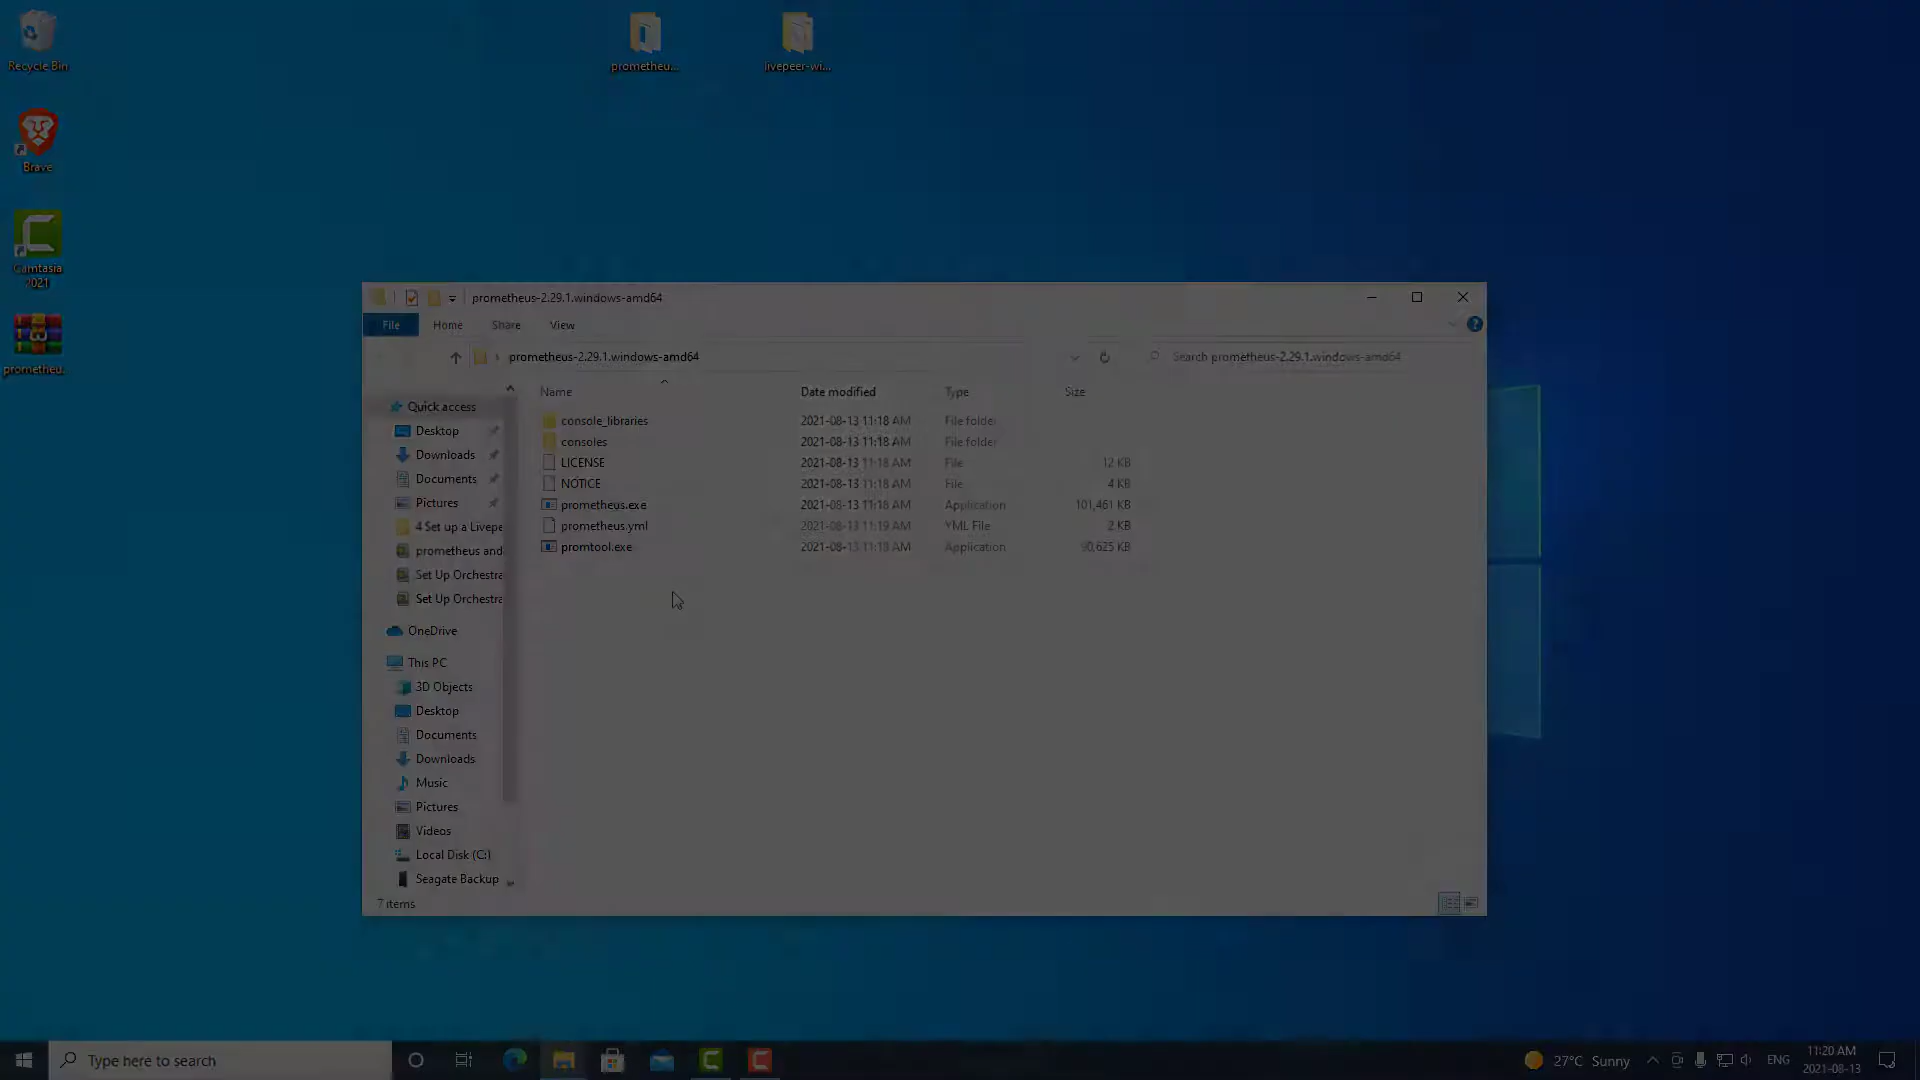 Recycle Bin
prometheu...
livepeer-wi...
Brave
Camtasia
2021
prometheu.
prometheus-2.29.1.windows-amd64
File
Home
Share
View
prometheus-2.29.1.windows-amd64
Search prometheus-2.29.1.windows-amd64
Name
Date modified
Type
Size
console_libraries 2021-08-13 11:18 AM File folder
consoles 2021-08-13 11:18 AM File folder
LICENSE 2021-08-13 11:18 AM File 12 KB
NOTICE 2021-08-13 11:18 AM File 4 KB
prometheus.exe 2021-08-13 11:18 AM Application 101,461 KB
prometheus.yml 2021-08-13 11:19 AM YML File 2 KB
promtool.exe 2021-08-13 11:18 AM Application 90,625 KB
Quick access
Desktop
Downloads
Documents
Pictures
4 Set up a Livepe
prometheus and
Set Up Orchestra
Set Up Orchestra
OneDrive
This PC
3D Objects
Desktop
Documents
Downloads
Music
Pictures
Videos
Local Disk (C:)
Seagate Backup
7 items
Type here to search
27°C Sunny
ENG
11:20 AM
2021-08-13